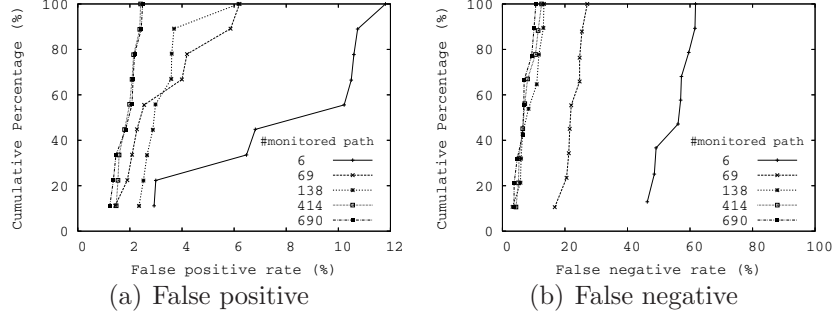 100
80
60
40
20
0
Cumulative Percentage (%)
#monitored path
6
69
138
414
690
0 2 4 6 8 10 12
False positive rate (%)
(a) False positive
100
80
60
40
20
0
Cumulative Percentage (%)
#monitored path
6
69
138
414
690
0 20 40 60 80 100
False negative rate (%)
(b) False negative